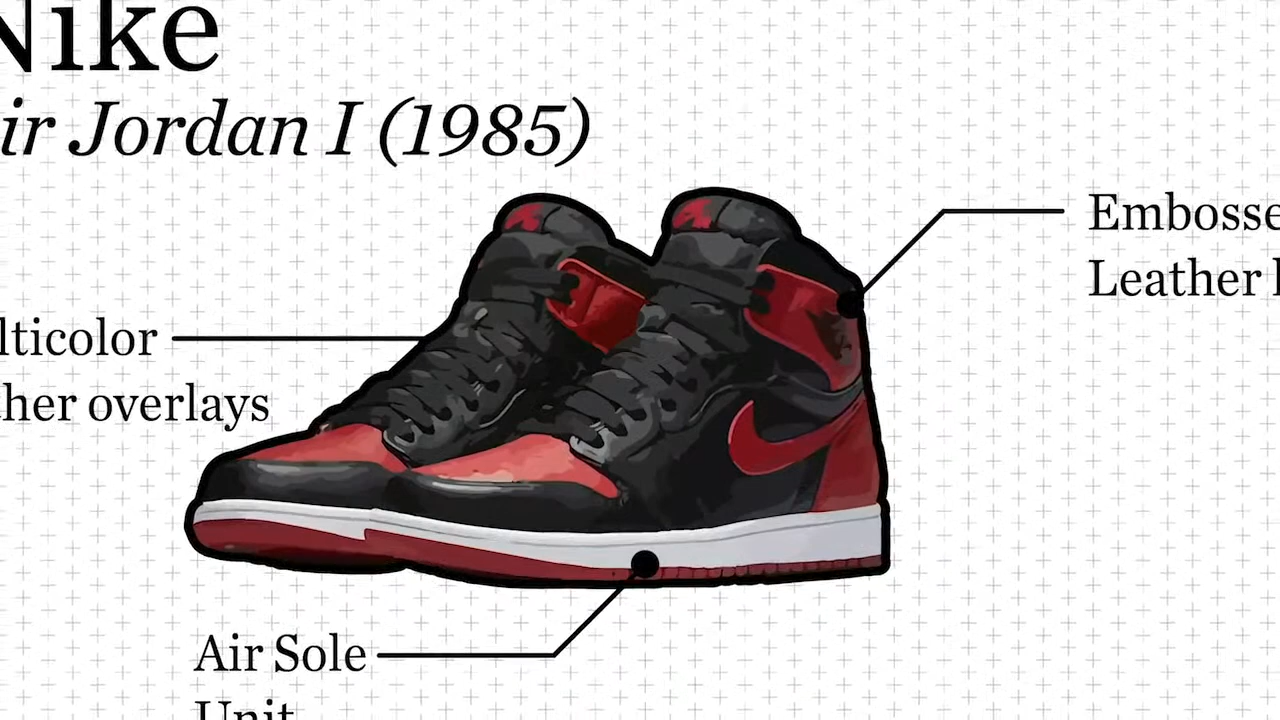 Nike
ir Jordan I (1985)
Embosse
Leather
lticolor
her overlays
Air Sole
Unit